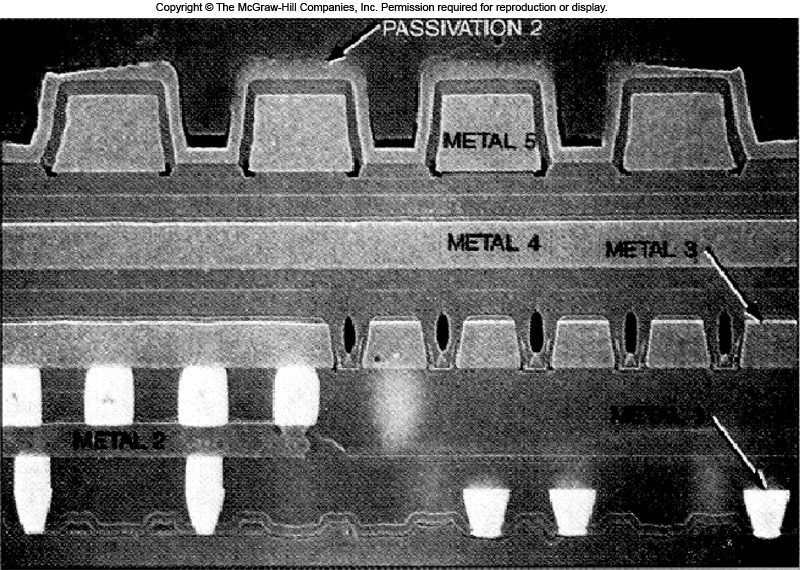 Copyright © The McGraw-Hill Companies, Inc. Permission required for reproduction or display.
PASSIVATION 2
METAL 5
METAL 4
METAL 3
METAL 2